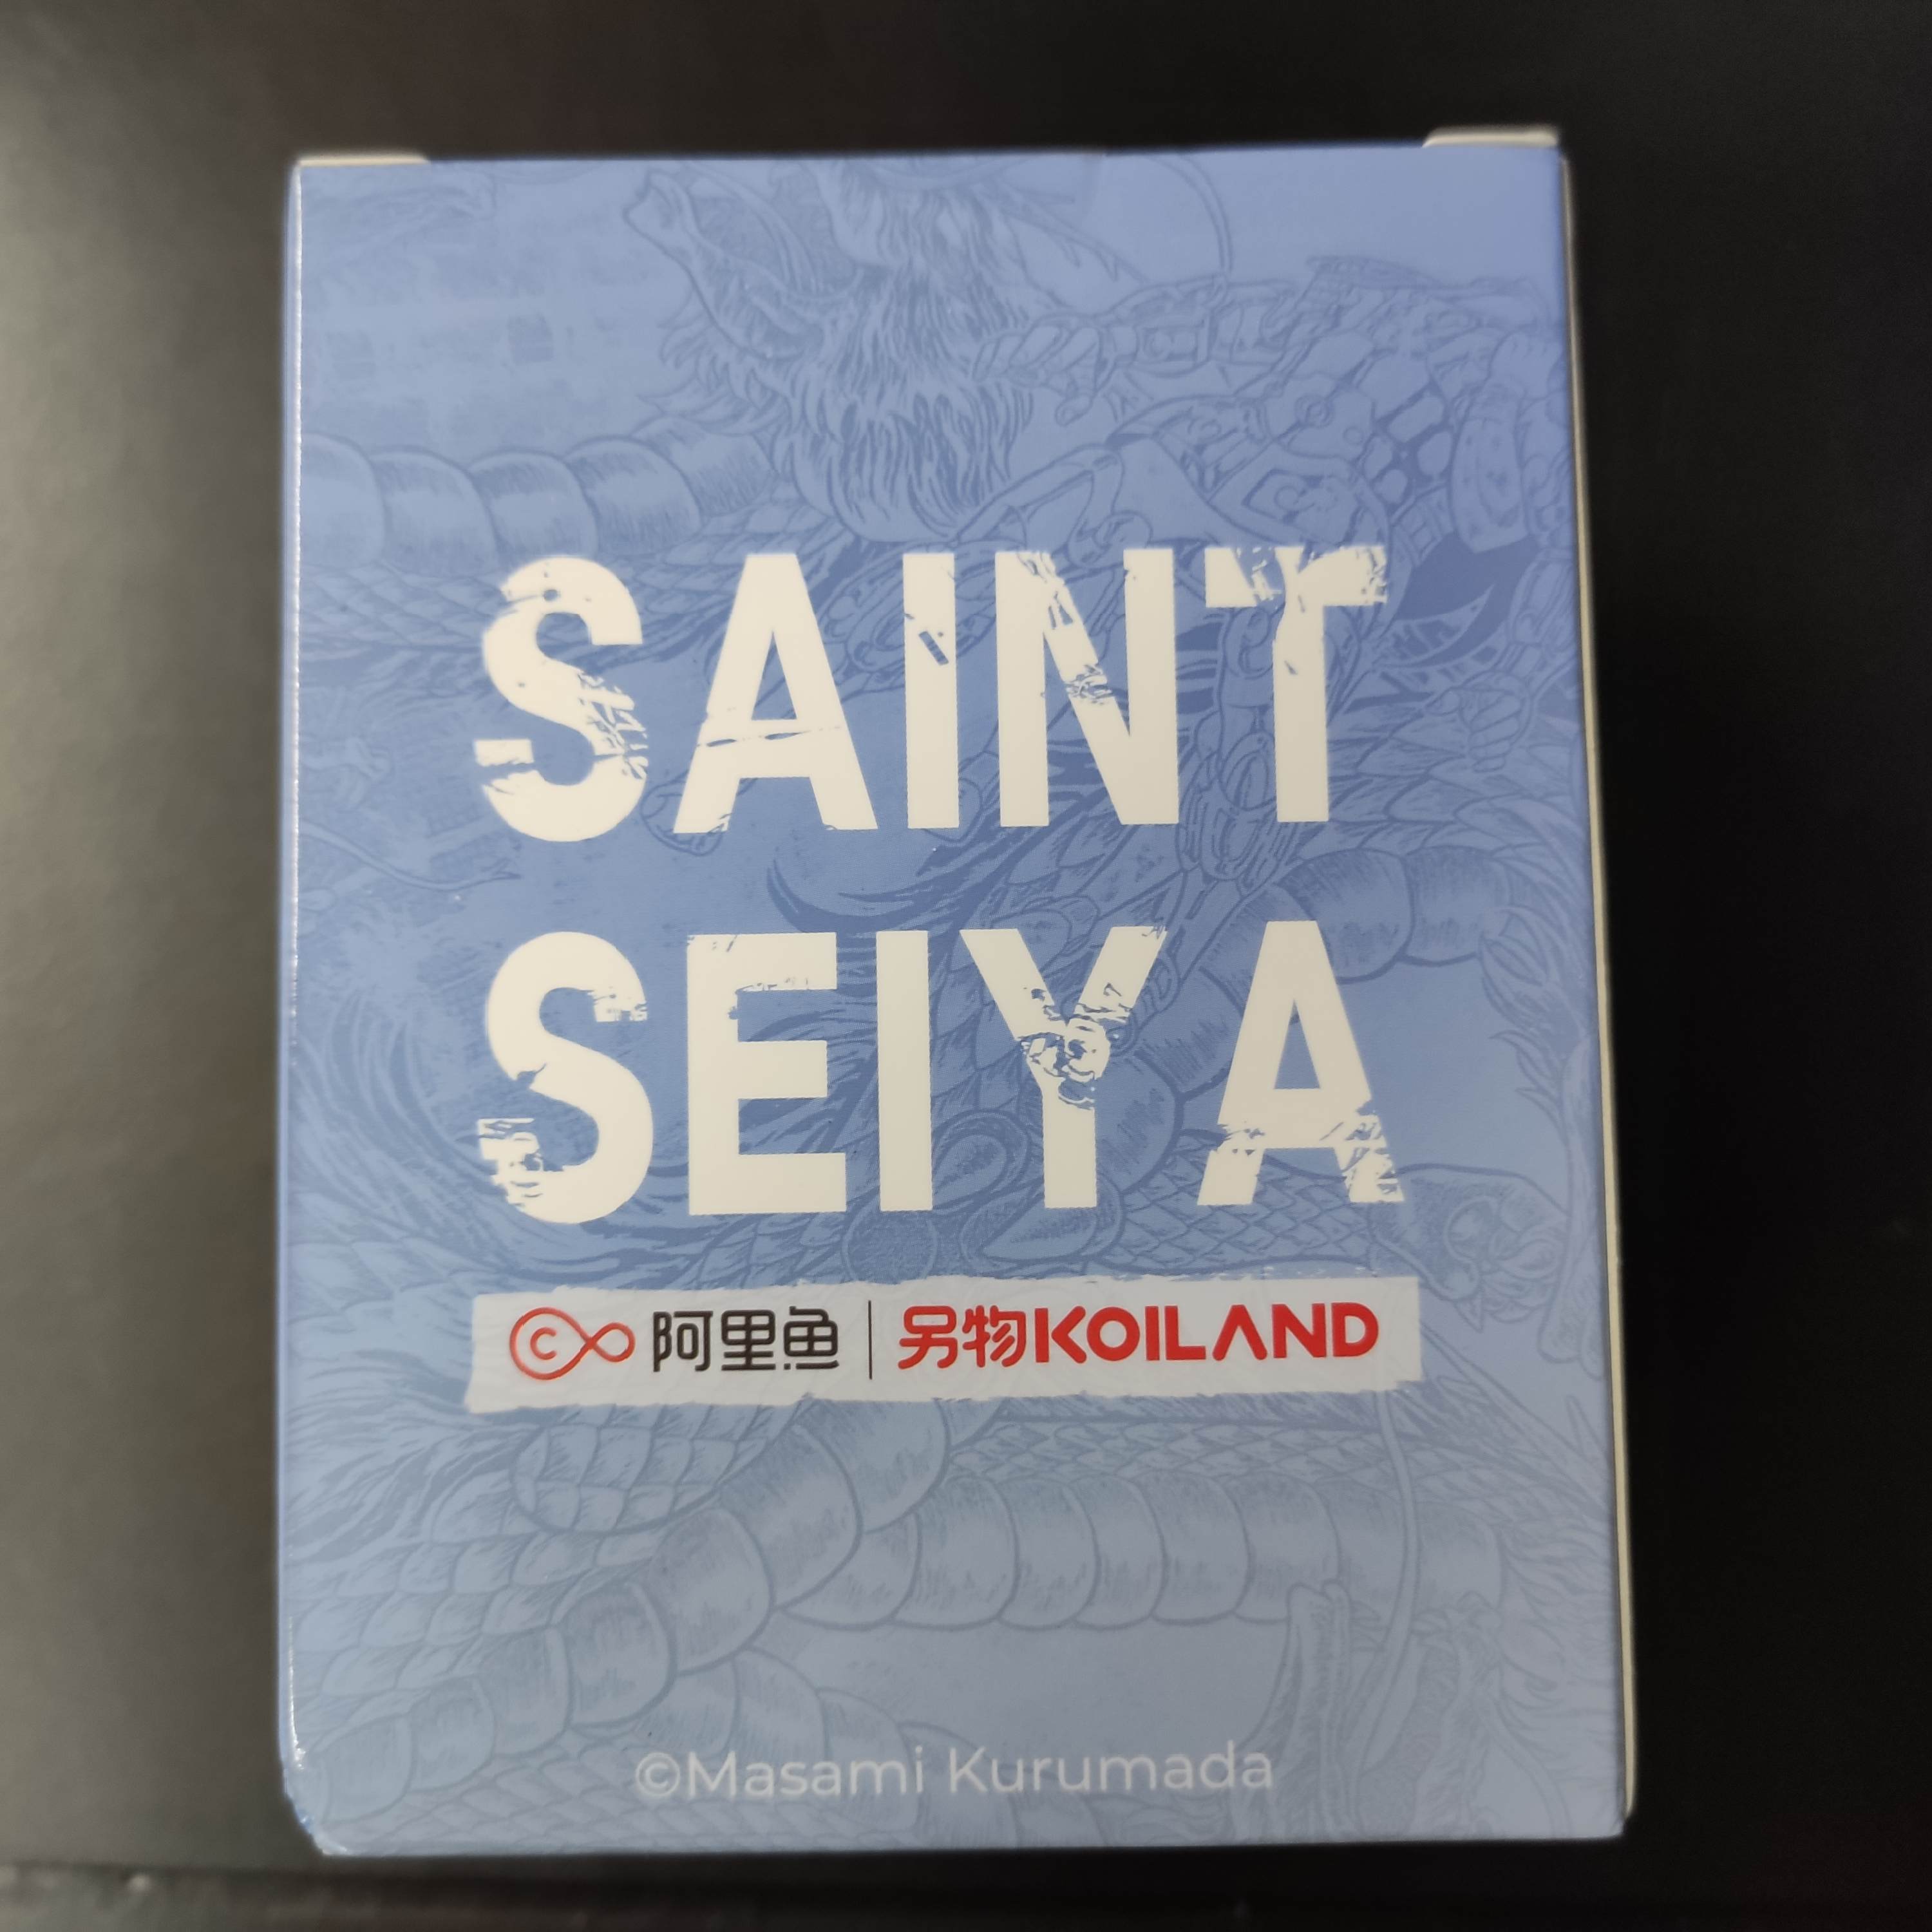 SAINT
SEIYA
阿里鱼 | 另物KOILAND
©Masami Kurumada